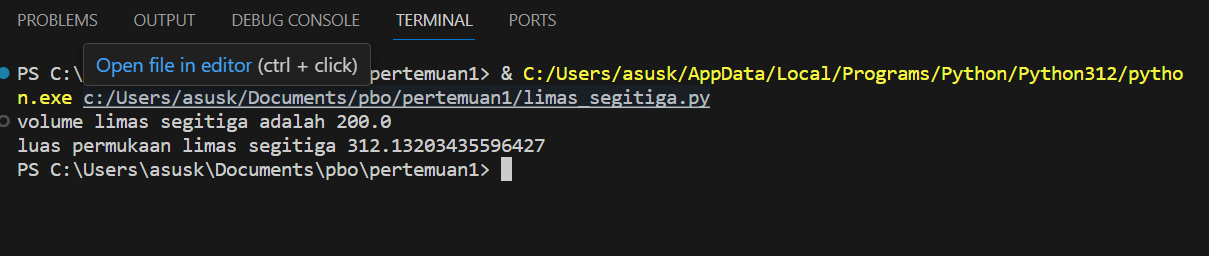 PROBLEMS OUTPUT DEBUG CONSOLE TERMINAL PORTS
Open file in editor (ctrl + click)
PS C:\ pertemuan1> & C:/Users/asusk/AppData/Local/Programs/Python/Python312/pytho
n.exe c:/Users/asusk/Documents/pbo/pertemuan1/limas_segitiga.py
volume limas segitiga adalah 200.0
luas permukaan limas segitiga 312.13203435596427
PS C:\Users\asusk\Documents\pbo\pertemuan1>